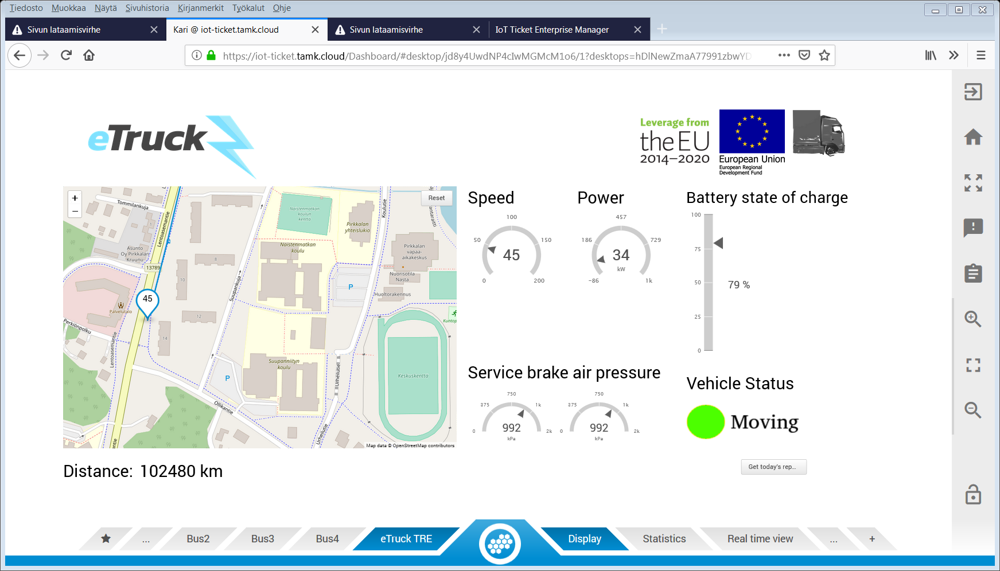 Tiedosto Muokkaa Näytä Sivuhistoria Kirjanmerkit Työkalut Ohje
Sivun lataamisvirhe
Kari @ iot-ticket.tamk.cloud
Sivun lataamisvirhe
IoT Ticket Enterprise Manager
https://iot-ticket.tamk.cloud/Dashboard/#desktop/jd8y4UwdNP4cIwMGMcM1o6/1?desktops=hDlNewZmaA77991zbwYD
eTruck
Leverage from
the EU
2014–2020
European Union
European Regional
Development Fund
+
−
Reset
Tommilankuja
Lentoasemantie
Asunto
Oy Pirkkalan
Kruunu
1
13789
8
10
12
14
45
Palvelutalo
Perkiönpolku
Lentoasemantie
Suupankuja
Naistenmatkan
koulun
kenttä
Naistenmatkan
koulu
Pirkkalan
yhteislukio
Koulutie
Pirkkalan
vapaa-
aikakeskus
Nuorisotila
Nasta
Huoltorakennus
P
Kuntop
Suupanniityn
koulu
P
Urheilutie
Keskuskenttä
Ollikantie
Urheilutie
Map data © OpenStreetMap contributors
Distance: 102480 km
Speed
100
50
150
45
0
200
Power
457
186
729
34
kW
-86
1k
Battery state of charge
100
75
50
25
0
79 %
Service brake air pressure
750
375
1k
992
0
2k
kPa
750
375
1k
992
0
2k
kPa
Vehicle Status
Moving
Get today's rep...
...
Bus2
Bus3
Bus4
eTruck TRE
Display
Statistics
Real time view
...
+